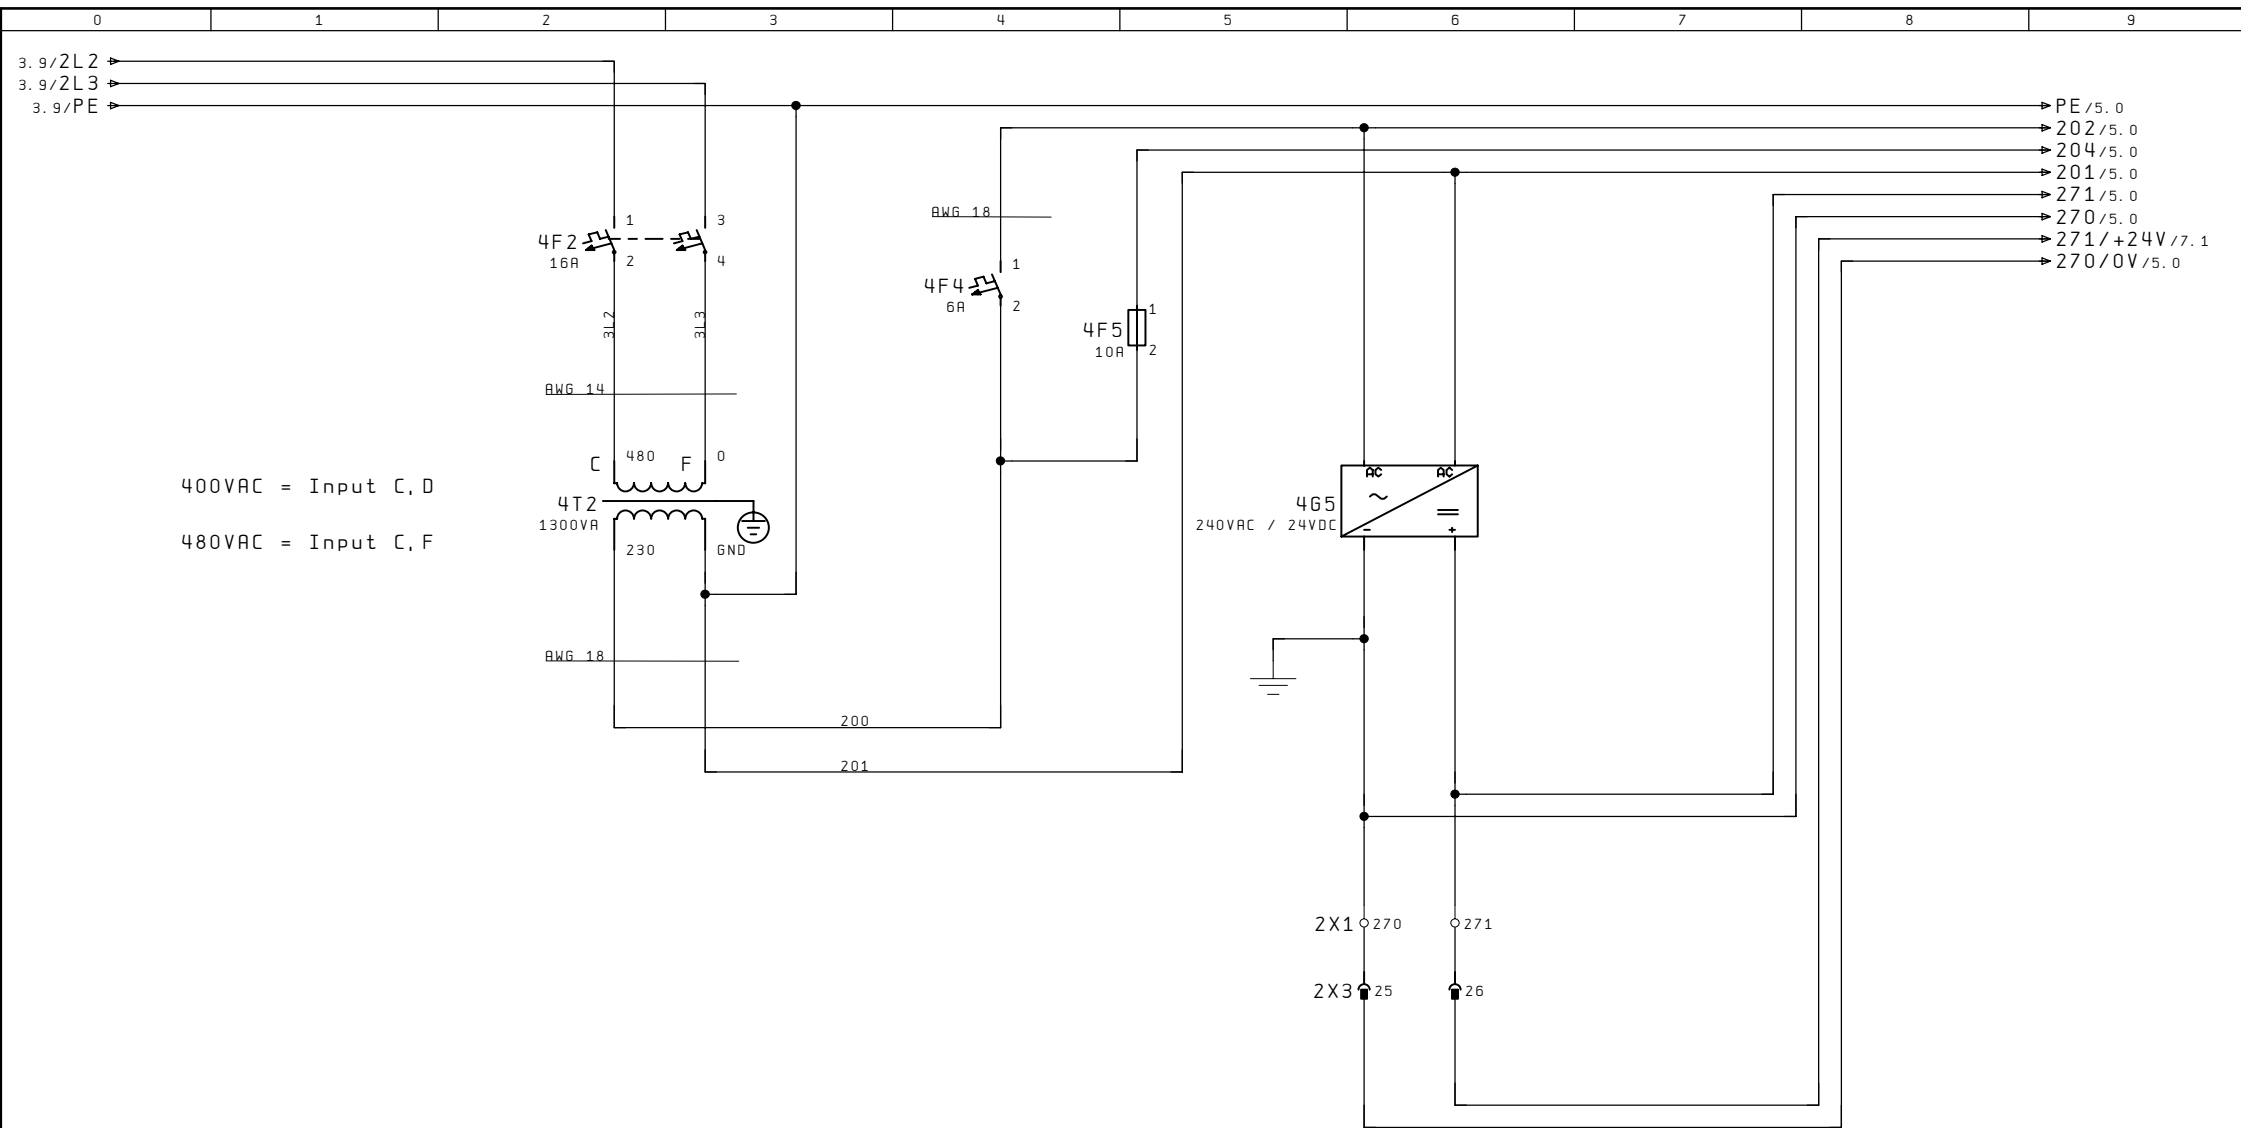 0 1 2 3 4 5 6 7 8 9
3.9/2L2
3.9/2L3
3.9/PE
PE/5.0
202/5.0
204/5.0
201/5.0
271/5.0
270/5.0
271/+24V/7.1
270/0V/5.0
AWG 18
1 3
4F2
16A
2 4
1
4F4
6A
2
3L2 3L3
1
4F5
10A
2
AWG 14
C 480 F 0
400VAC = Input C,D
4T2
1300VA
480VAC = Input C,F
230 GND
AC AC
4G5
240VAC / 24VDC
- +
AWG 18
200
201
2X1 270 271
2X3 25 26